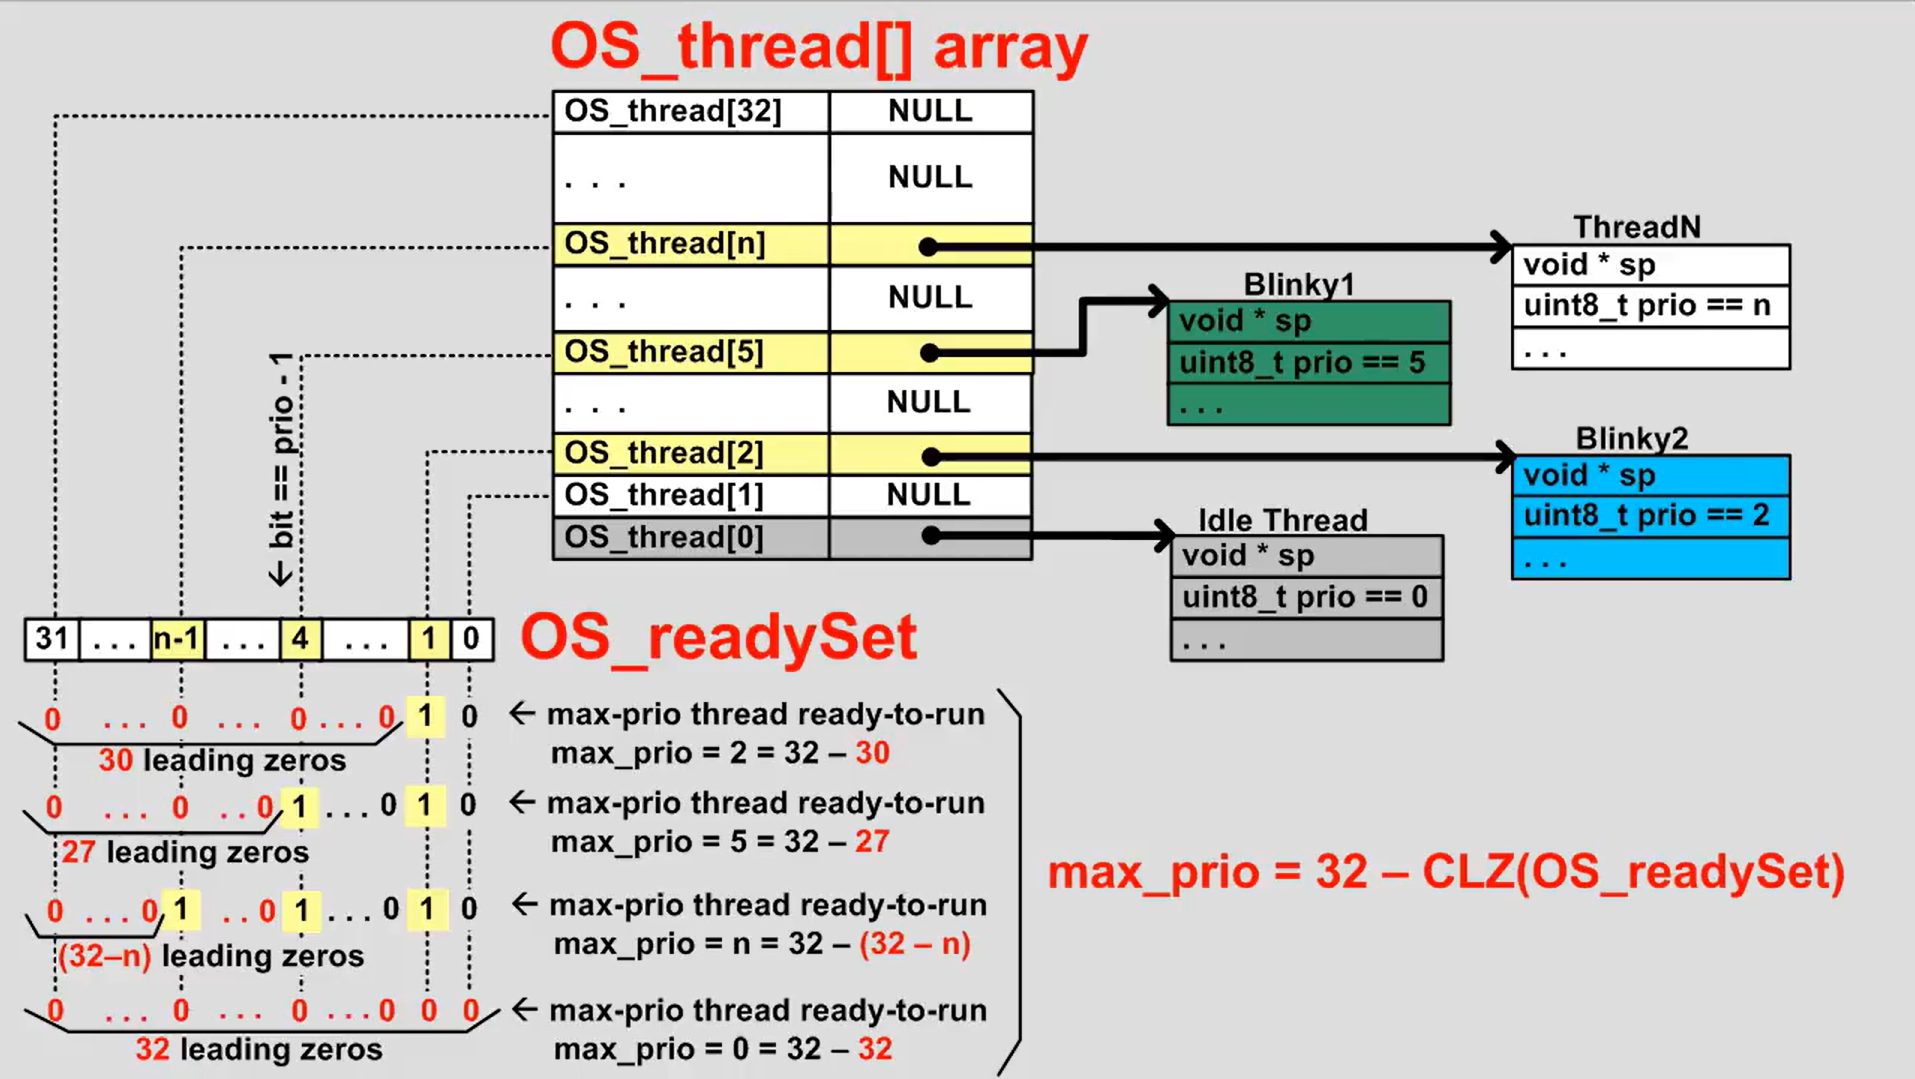 OS_thread[] array
OS_thread[32] NULL
. . . NULL
OS_thread[n]
. . . NULL
OS_thread[5]
. . . NULL
OS_thread[2]
OS_thread[1] NULL
OS_thread[0]
ThreadN
void * sp
uint8_t prio == n
. . .
Blinky1
void * sp
uint8_t prio == 5
. . .
Blinky2
void * sp
uint8_t prio == 2
. . .
Idle Thread
void * sp
uint8_t prio == 0
. . .
← bit == prio - 1
31 . . . n-1 . . . 4 . . . 1 0
OS_readySet
0 . . . 0 . . . 0 . . . 0 1 0
← max-prio thread ready-to-run
30 leading zeros
max_prio = 2 = 32 – 30
0 . . . 0 . . 0 1 . . . 0 1 0
← max-prio thread ready-to-run
27 leading zeros
max_prio = 5 = 32 – 27
0 . . . 0 1 . . 0 1 . . . 0 1 0
← max-prio thread ready-to-run
(32–n) leading zeros
max_prio = n = 32 – (32 – n)
0 . . . 0 . . . 0 . . . 0 0 0
← max-prio thread ready-to-run
32 leading zeros
max_prio = 0 = 32 – 32
max_prio = 32 – CLZ(OS_readySet)